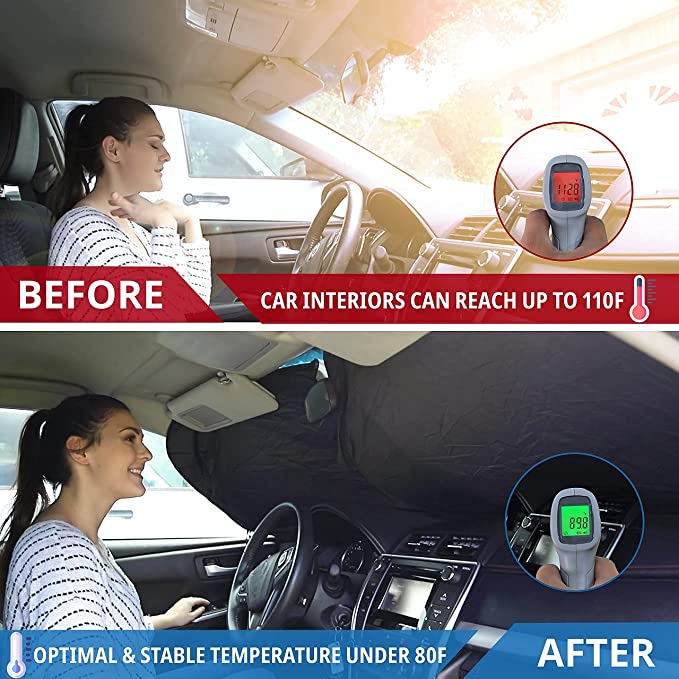 112.8
BEFORE
CAR INTERIORS CAN REACH UP TO 110F
89.8
OPTIMAL & STABLE TEMPERATURE UNDER 80F
AFTER